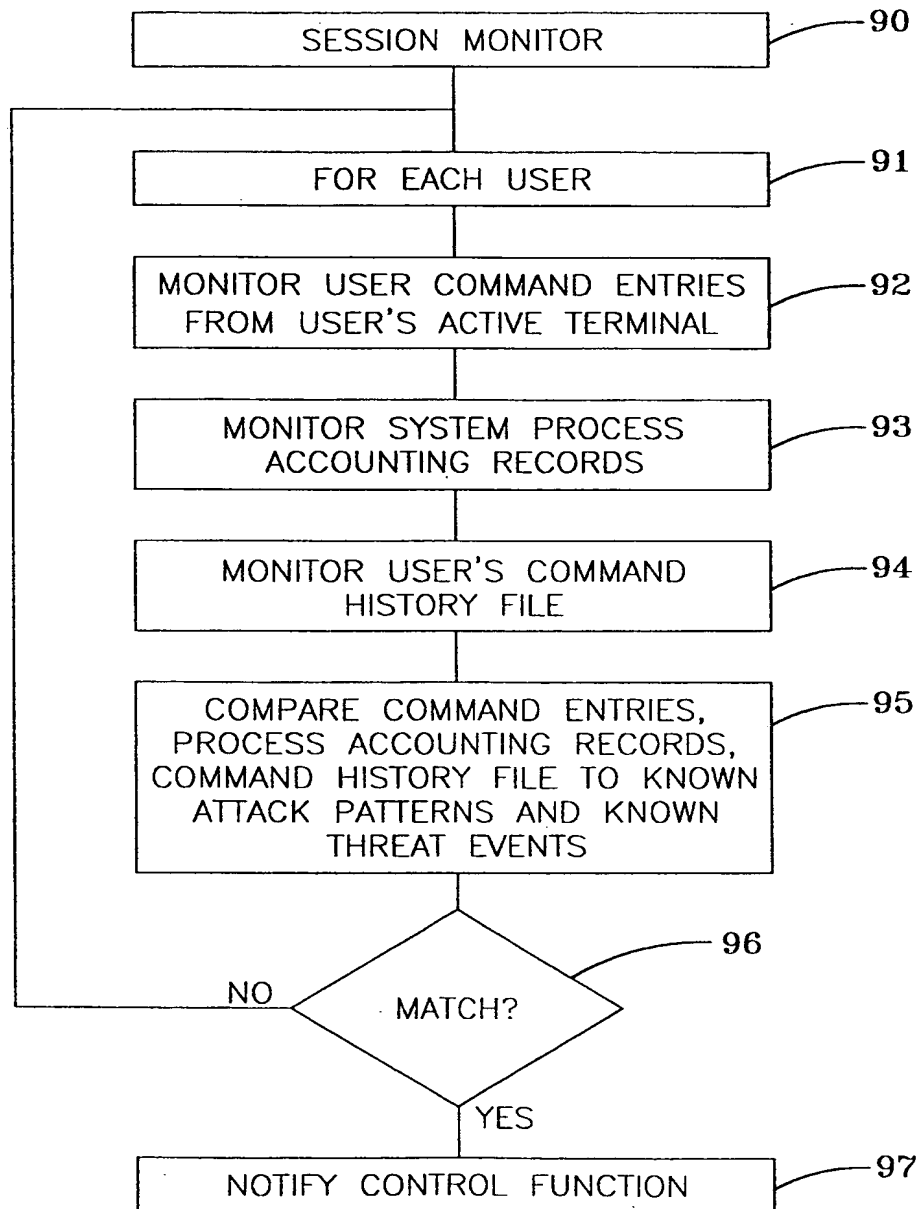 SESSION MONITOR
90
FOR EACH USER
91
MONITOR USER COMMAND ENTRIES
FROM USER'S ACTIVE TERMINAL
92
MONITOR SYSTEM PROCESS
ACCOUNTING RECORDS
93
MONITOR USER'S COMMAND
HISTORY FILE
94
COMPARE COMMAND ENTRIES,
PROCESS ACCOUNTING RECORDS,
COMMAND HISTORY FILE TO KNOWN
ATTACK PATTERNS AND KNOWN
THREAT EVENTS
95
96
NO
MATCH?
YES
NOTIFY CONTROL FUNCTION
97